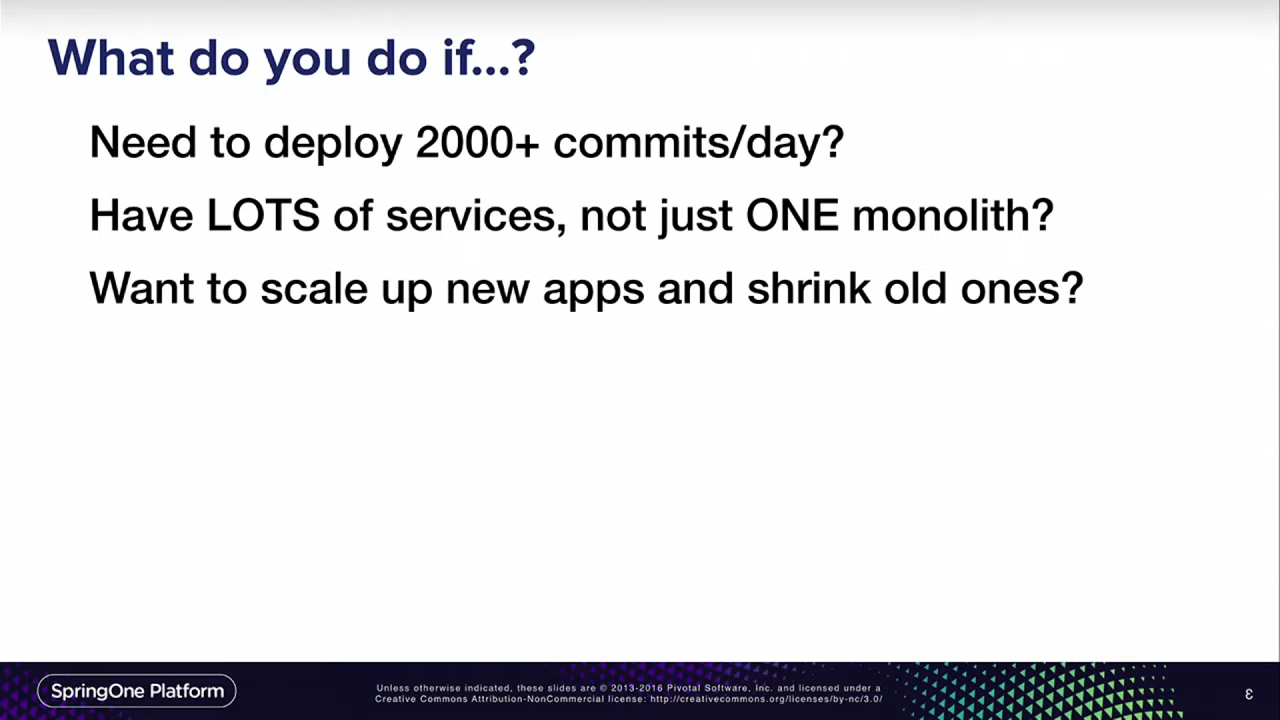 What do you do if...?
Need to deploy 2000+ commits/day?
Have LOTS of services, not just ONE monolith?
Want to scale up new apps and shrink old ones?
SpringOne Platform
Unless otherwise indicated, these slides are © 2013-2016 Pivotal Software, Inc. and licensed under a
Creative Commons Attribution-NonCommercial license: http://creativecommons.org/licenses/by-nc/3.0/
3